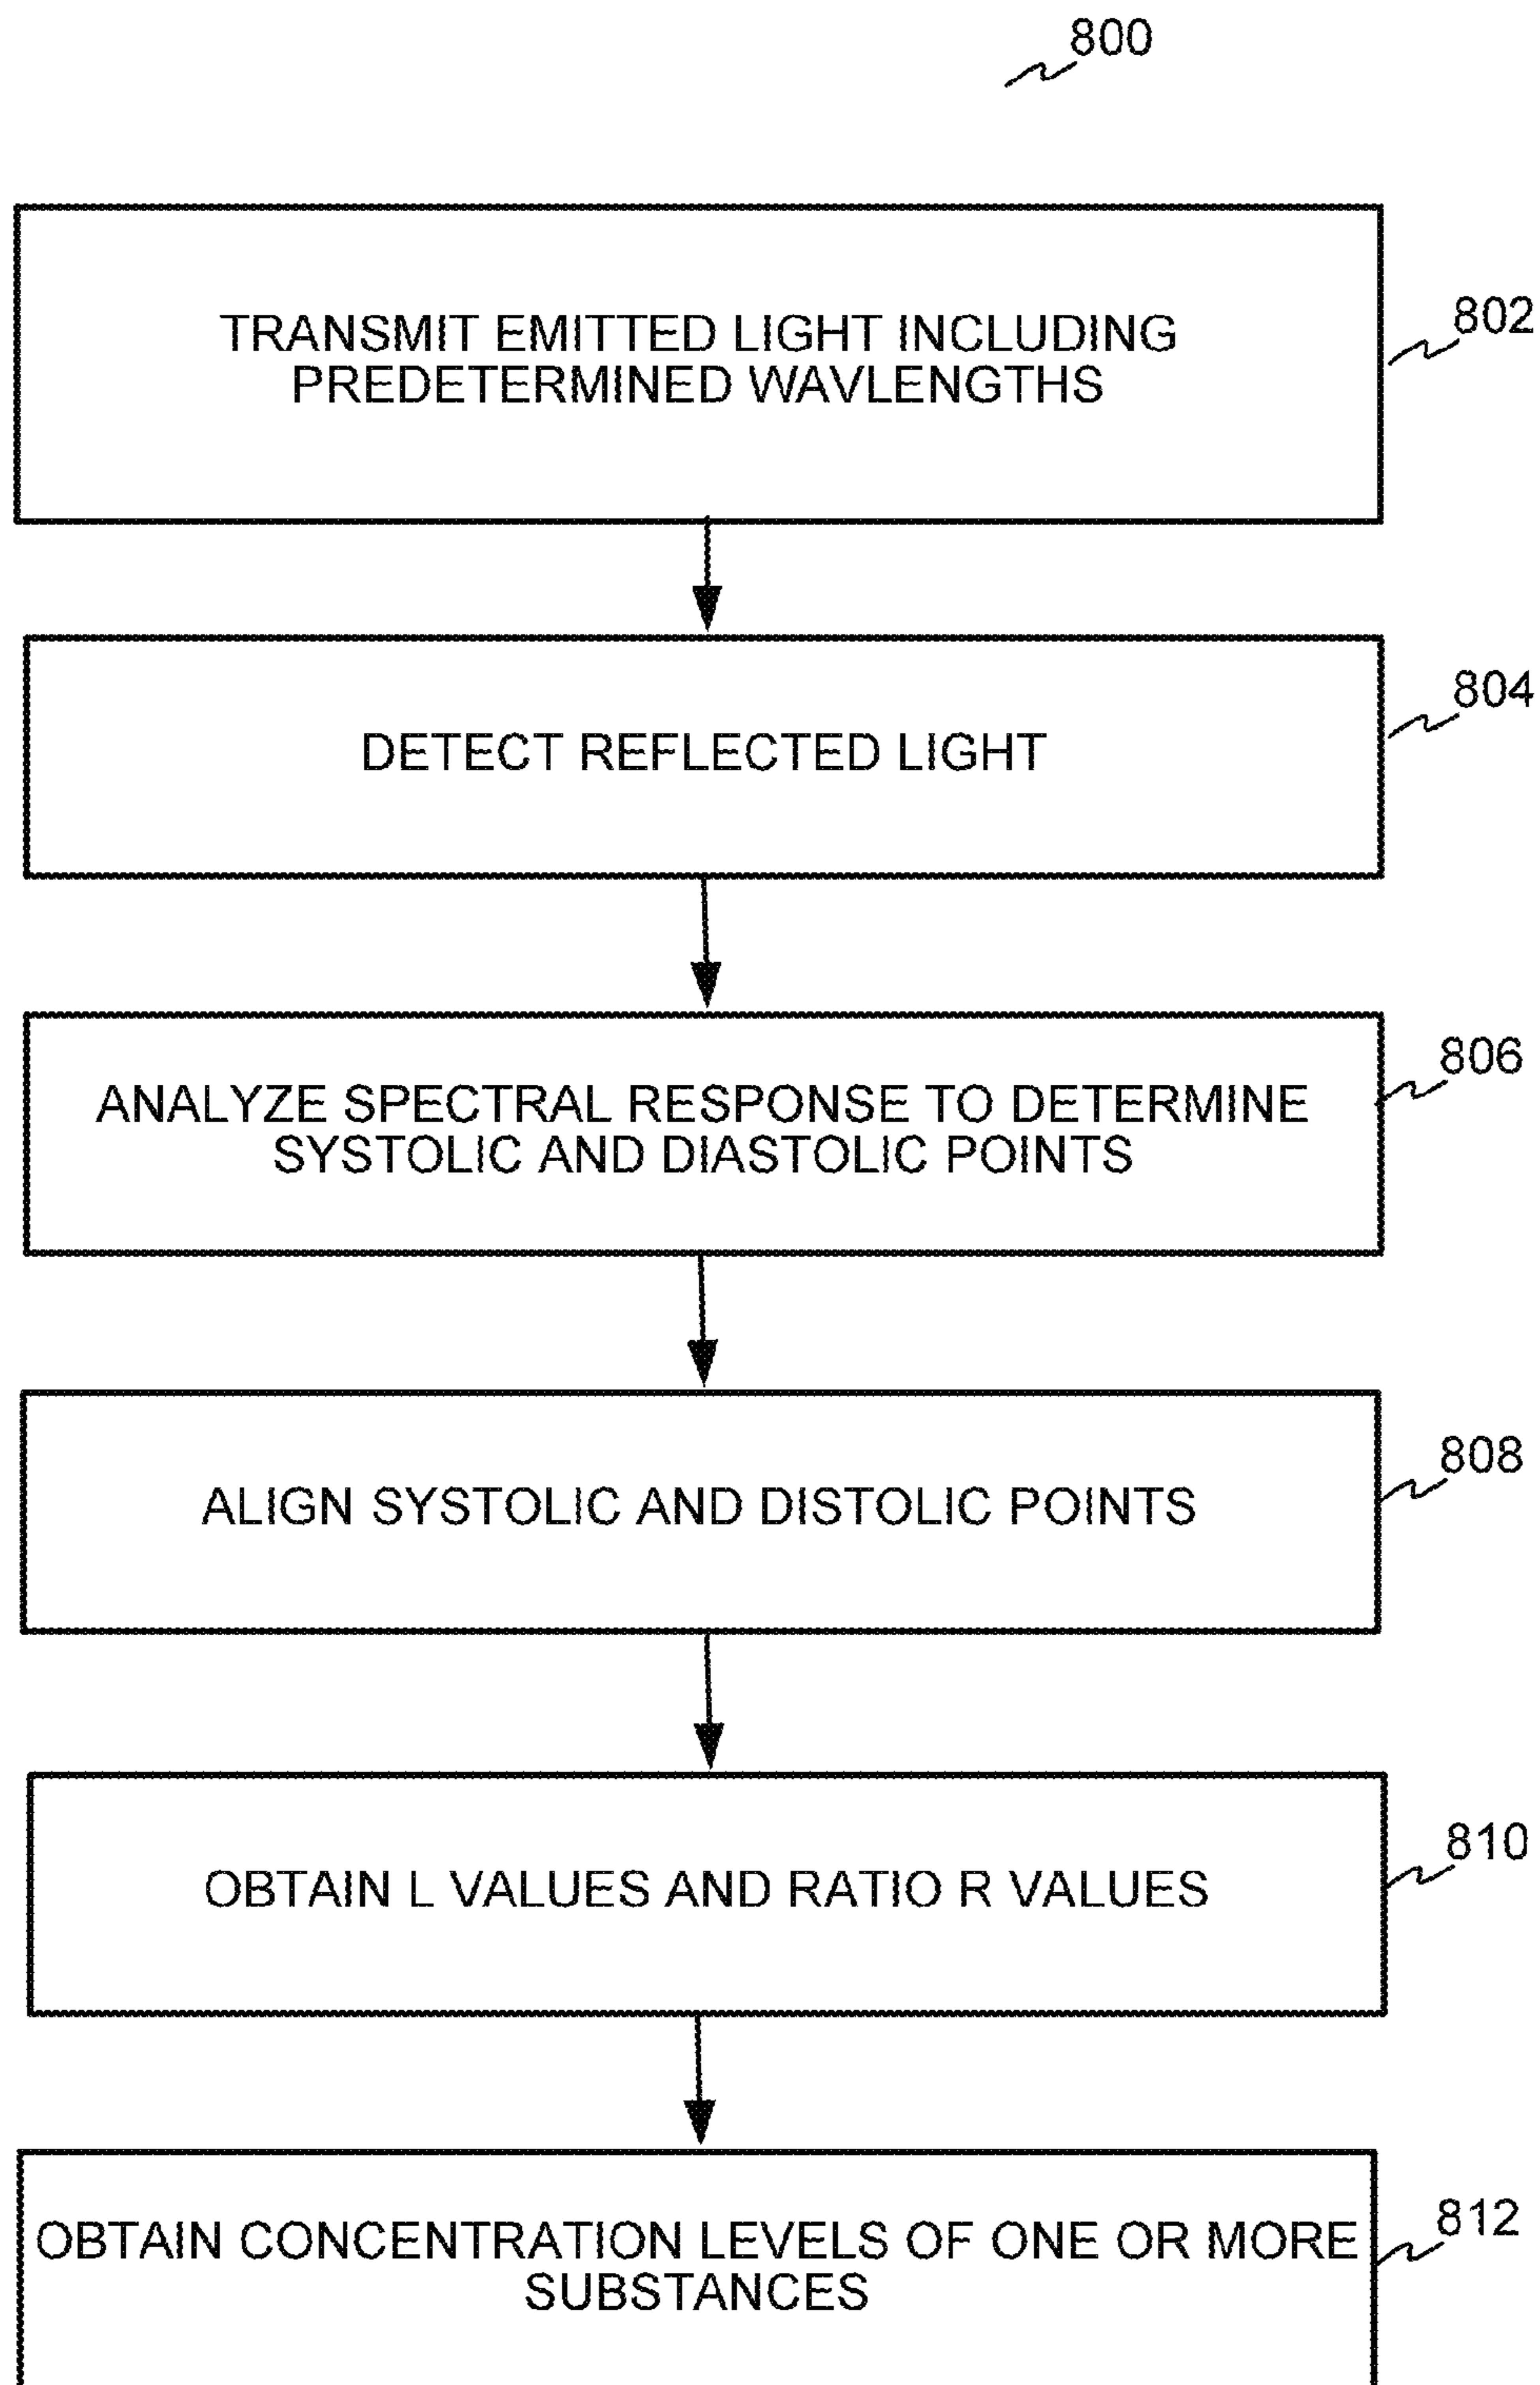 800
TRANSMIT EMITTED LIGHT INCLUDING
PREDETERMINED WAVLENGTHS
802
DETECT REFLECTED LIGHT
804
ANALYZE SPECTRAL RESPONSE TO DETERMINE
SYSTOLIC AND DIASTOLIC POINTS
806
ALIGN SYSTOLIC AND DISTOLIC POINTS
808
OBTAIN L VALUES AND RATIO R VALUES
810
OBTAIN CONCENTRATION LEVELS OF ONE OR MORE
SUBSTANCES
812